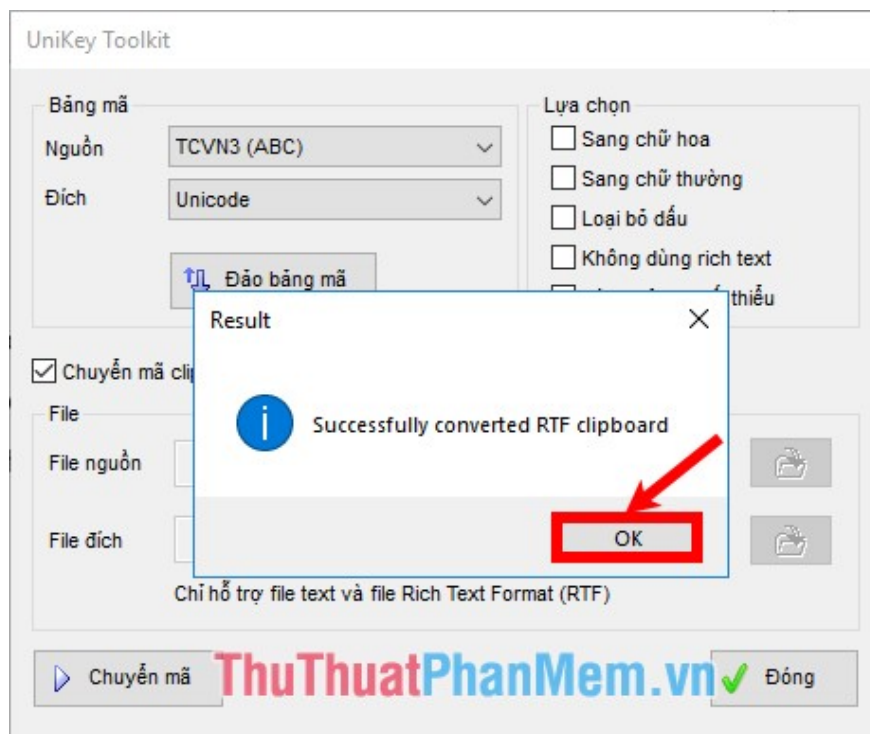 UniKey Toolkit
Bảng mã
Nguồn
TCVN3 (ABC)
Đích
Unicode
Đảo bảng mã
Lựa chọn
Sang chữ hoa
Sang chữ thường
Loại bỏ dấu
Không dùng rich text
thiểu
Chuyển mã
Result
Successfully converted RTF clipboard
OK
File
File nguồn
File đích
Chỉ hỗ trợ file text và file Rich Text Format (RTF)
Chuyển mã
ThuThuatPhanMem.vn
Đóng